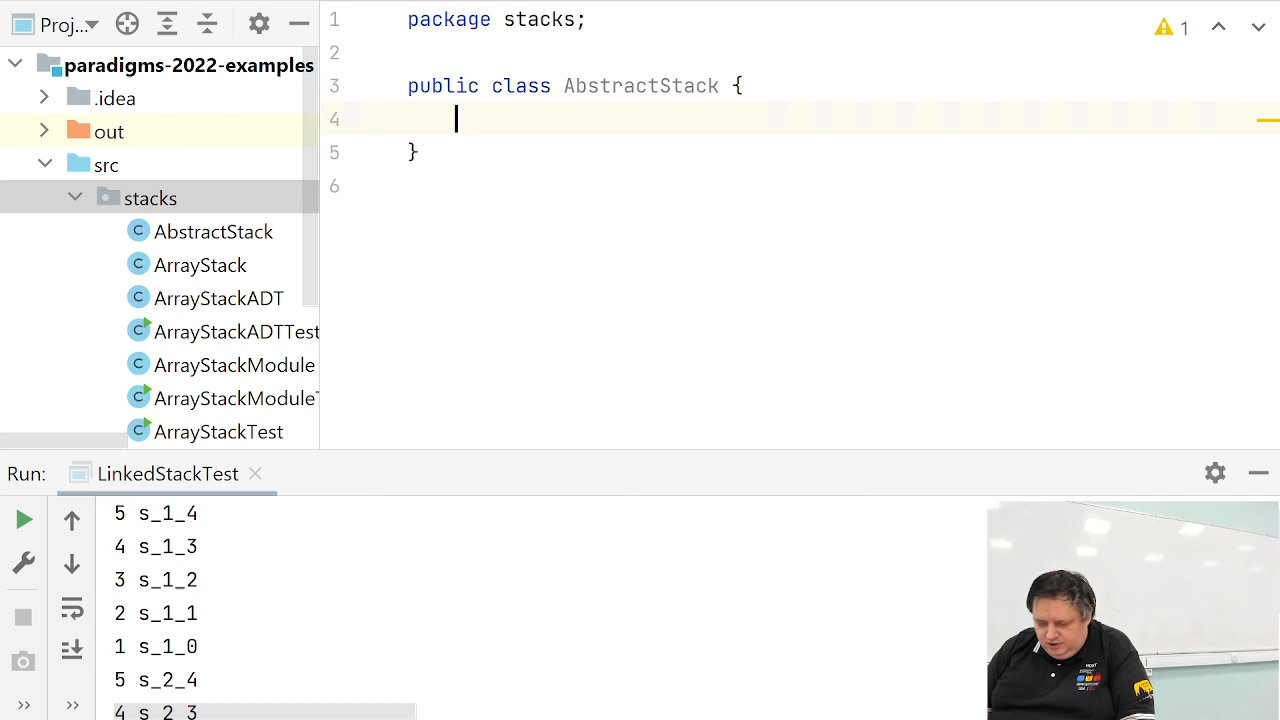 Proj...
paradigms-2022-examples
.idea
out
src
stacks
AbstractStack
ArrayStack
ArrayStackADT
ArrayStackADTTest
ArrayStackModule
ArrayStackModule
ArrayStackTest
1 package stacks;
2
3 public class AbstractStack {
4
5 }
6
1
Run: LinkedStackTest
5 s_1_4
4 s_1_3
3 s_1_2
2 s_1_1
1 s_1_0
5 s_2_4
4 s_2_3